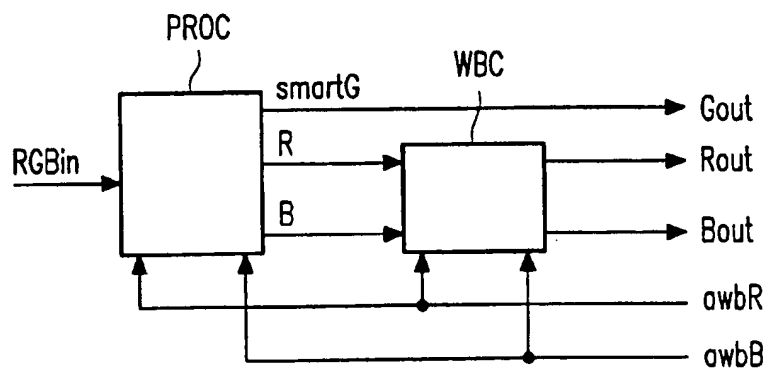 PROC
WBC
smartG
Gout
RGBin
R
Rout
B
Bout
awbR
awbB